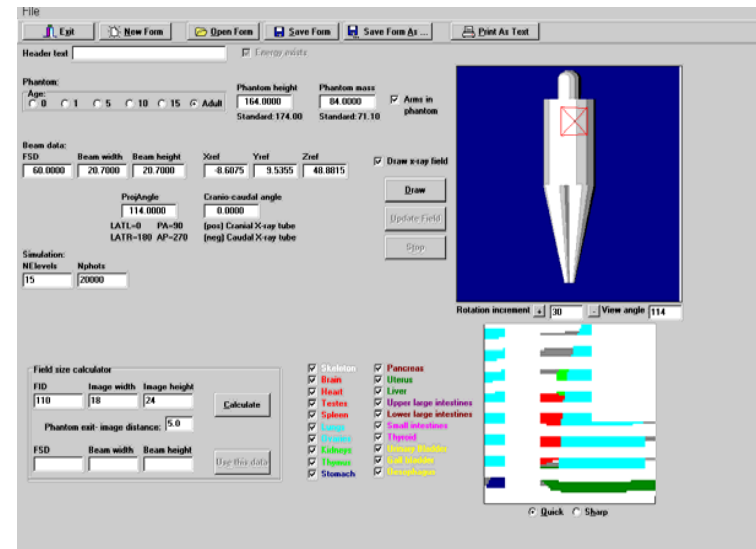 File
Exit New Form Open Form Save Form Save Form As ... Print As Text
Header text Energy exists
Phantom:
Age:
0 1 5 10 15 Adult
Phantom height Phantom mass
164.0000 84.0000
Standard: 174.00 Standard: 71.10
Arms in
phantom
Beam data:
FSD Beam width Beam height Xref Yref Zref
60.0000 20.7000 20.7000 -8.6075 9.5355 48.8815
Draw x-ray field
ProjAngle Cranio-caudal angle
114.0000 0.0000
LATL=0 PA=90 (pos) Cranial X-ray tube
LATR=180 AP=270 (neg) Caudal X-ray tube
Draw
Update Field
Stop
Simulation:
NElevels Nphots
15 20000
Rotation increment + 30 - View angle 114
Field size calculator
FID Image width Image height
110 18 24
Calculate
Phantom exit- image distance: 5.0
FSD Beam width Beam height
Use this data
Skeleton
Brain
Heart
Testes
Spleen
Lungs
Ovaries
Kidneys
Thymus
Stomach
Pancreas
Uterus
Liver
Upper large intestines
Lower large intestines
Small intestines
Thyroid
Urinary Bladder
Gall bladder
Oesophagus
Quick Sharp